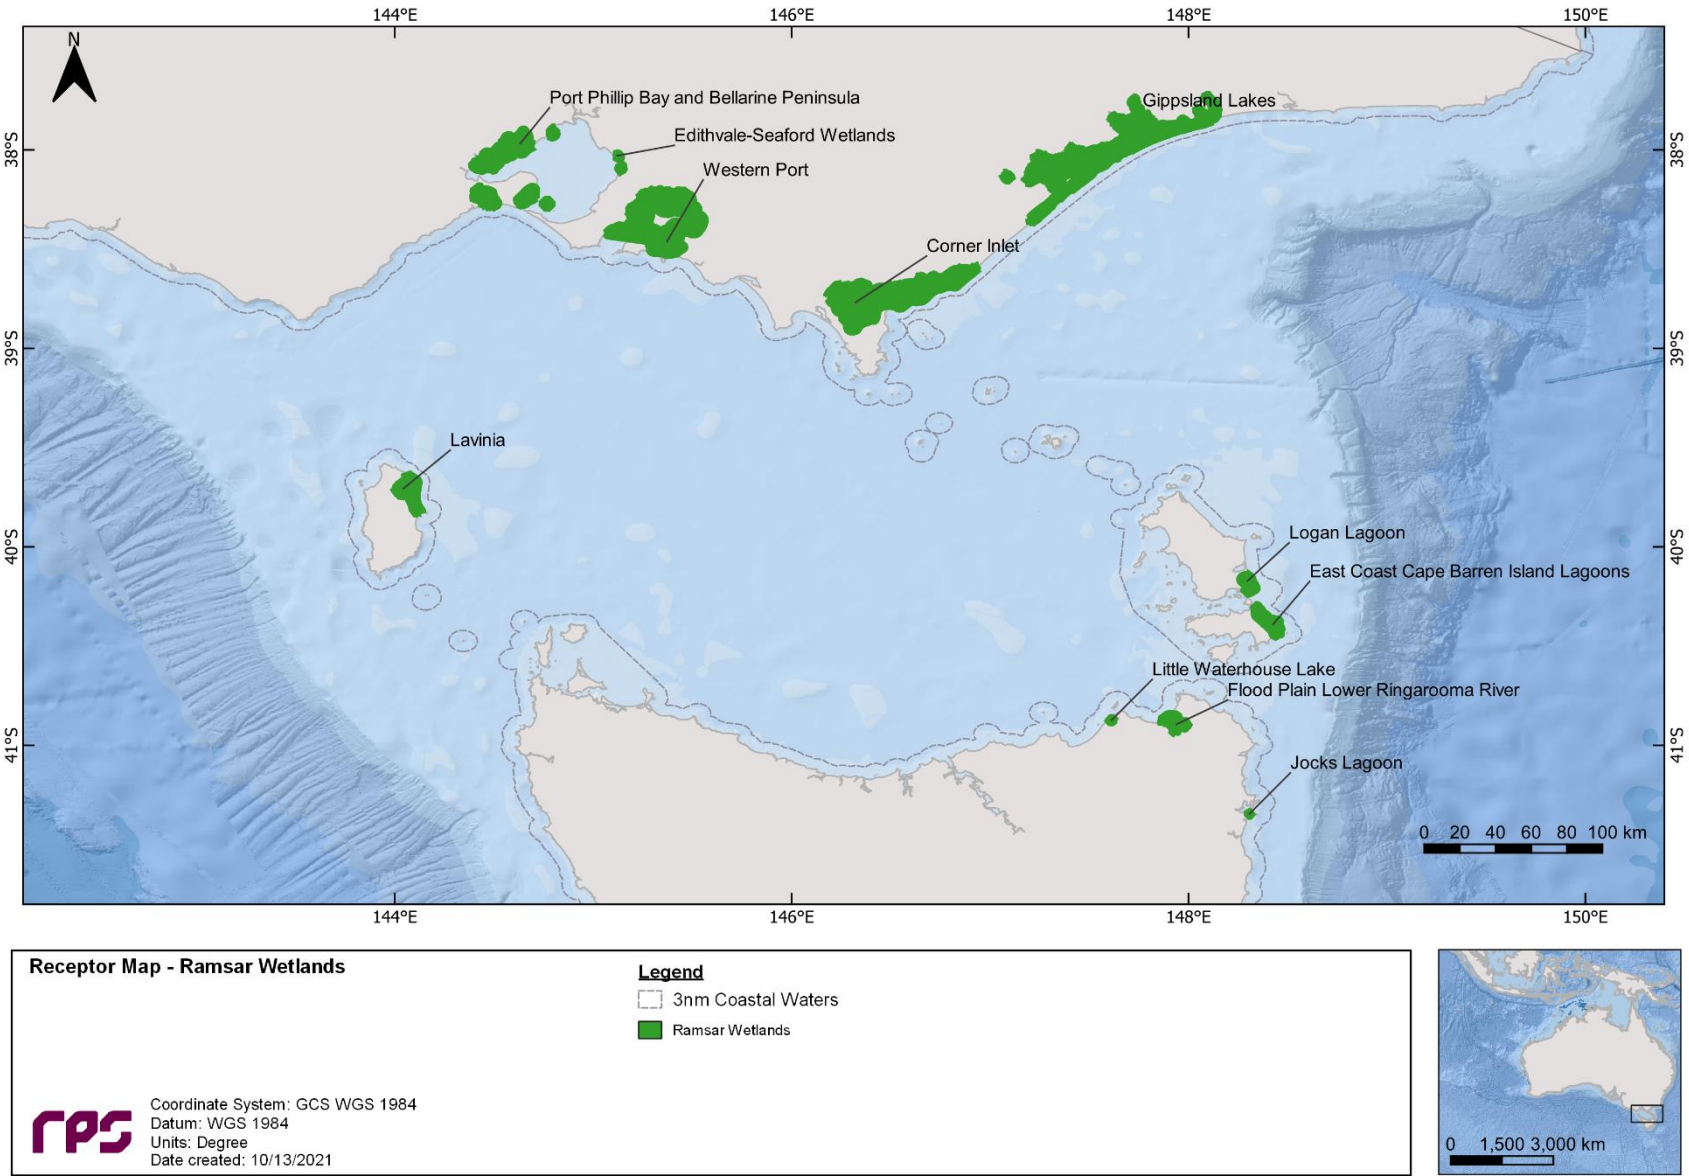 144°E 146°E 148°E 150°E
N
Port Phillip Bay and Bellarine Peninsula
Gippsland Lakes
Edithvale-Seaford Wetlands
38°S 38°S
Western Port
Corner Inlet
39°S 39°S
Lavinia
Logan Lagoon
40°S 40°S
East Coast Cape Barren Island Lagoons
Little Waterhouse Lake
Flood Plain Lower Ringarooma River
41°S 41°S
Jocks Lagoon
0 20 40 60 80 100 km
144°E 146°E 148°E 150°E
Receptor Map - Ramsar Wetlands
Legend
3nm Coastal Waters
Ramsar Wetlands
rps
Coordinate System: GCS WGS 1984
Datum: WGS 1984
Units: Degree
Date created: 10/13/2021
0 1,500 3,000 km